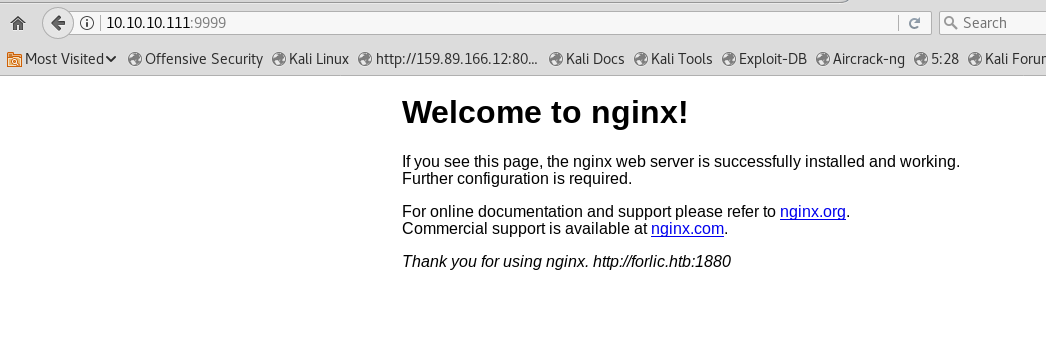 10.10.10.111:9999
Search
Most Visited
Offensive Security
Kali Linux
http://159.89.166.12:80...
Kali Docs
Kali Tools
Exploit-DB
Aircrack-ng
5:28
Kali Forur
Welcome to nginx!
If you see this page, the nginx web server is successfully installed and working.
Further configuration is required.
For online documentation and support please refer to nginx.org.
Commercial support is available at nginx.com.
Thank you for using nginx. http://forlic.htb:1880